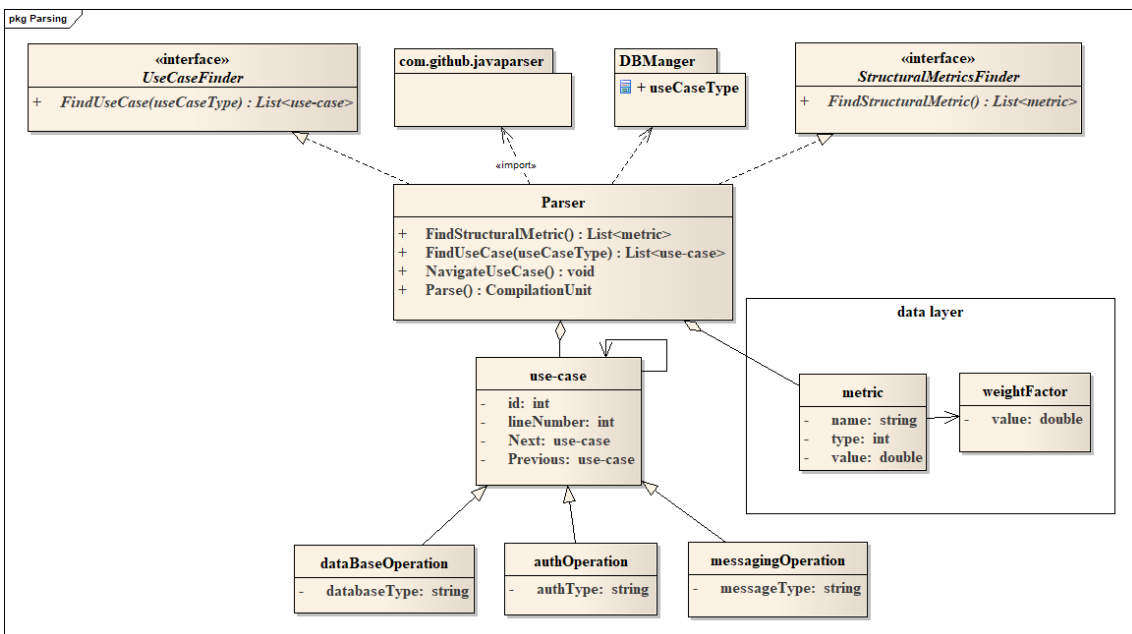 pkg Parsing
«interface»
UseCaseFinder
+ FindUseCase(useCaseType) : List<use-case>
com.github.javaparser
DBManger
+ useCaseType
«interface»
StructuralMetricsFinder
+ FindStructuralMetric() : List<metric>
«import»
Parser
+ FindStructuralMetric() : List<metric>
+ FindUseCase(useCaseType) : List<use-case>
+ NavigateUseCase() : void
+ Parse() : CompilationUnit
data layer
use-case
- id: int
- lineNumber: int
- Next: use-case
- Previous: use-case
metric
- name: string
- type: int
- value: double
weightFactor
- value: double
dataBaseOperation
- databaseType: string
authOperation
- authType: string
messagingOperation
- messageType: string